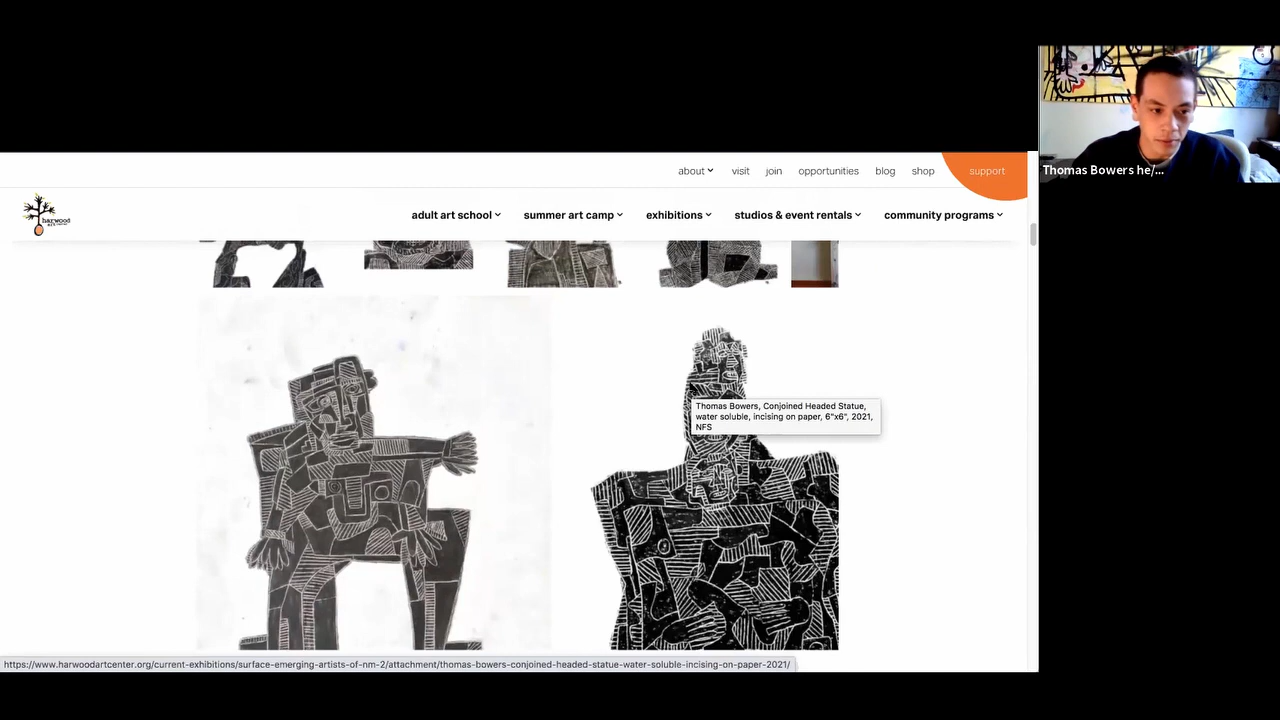 about visit join opportunities blog shop support
harwood
art center
adult art school summer art camp exhibitions studios & event rentals community programs
Thomas Bowers he/...
Thomas Bowers, Conjoined Headed Statue,
water soluble, incising on paper, 6"x6", 2021,
NFS
https://www.harwoodartcenter.org/current-exhibitions/surface-emerging-artists-of-nm-2/attachment/thomas-bowers-conjoined-headed-statue-water-soluble-incising-on-paper-2021/